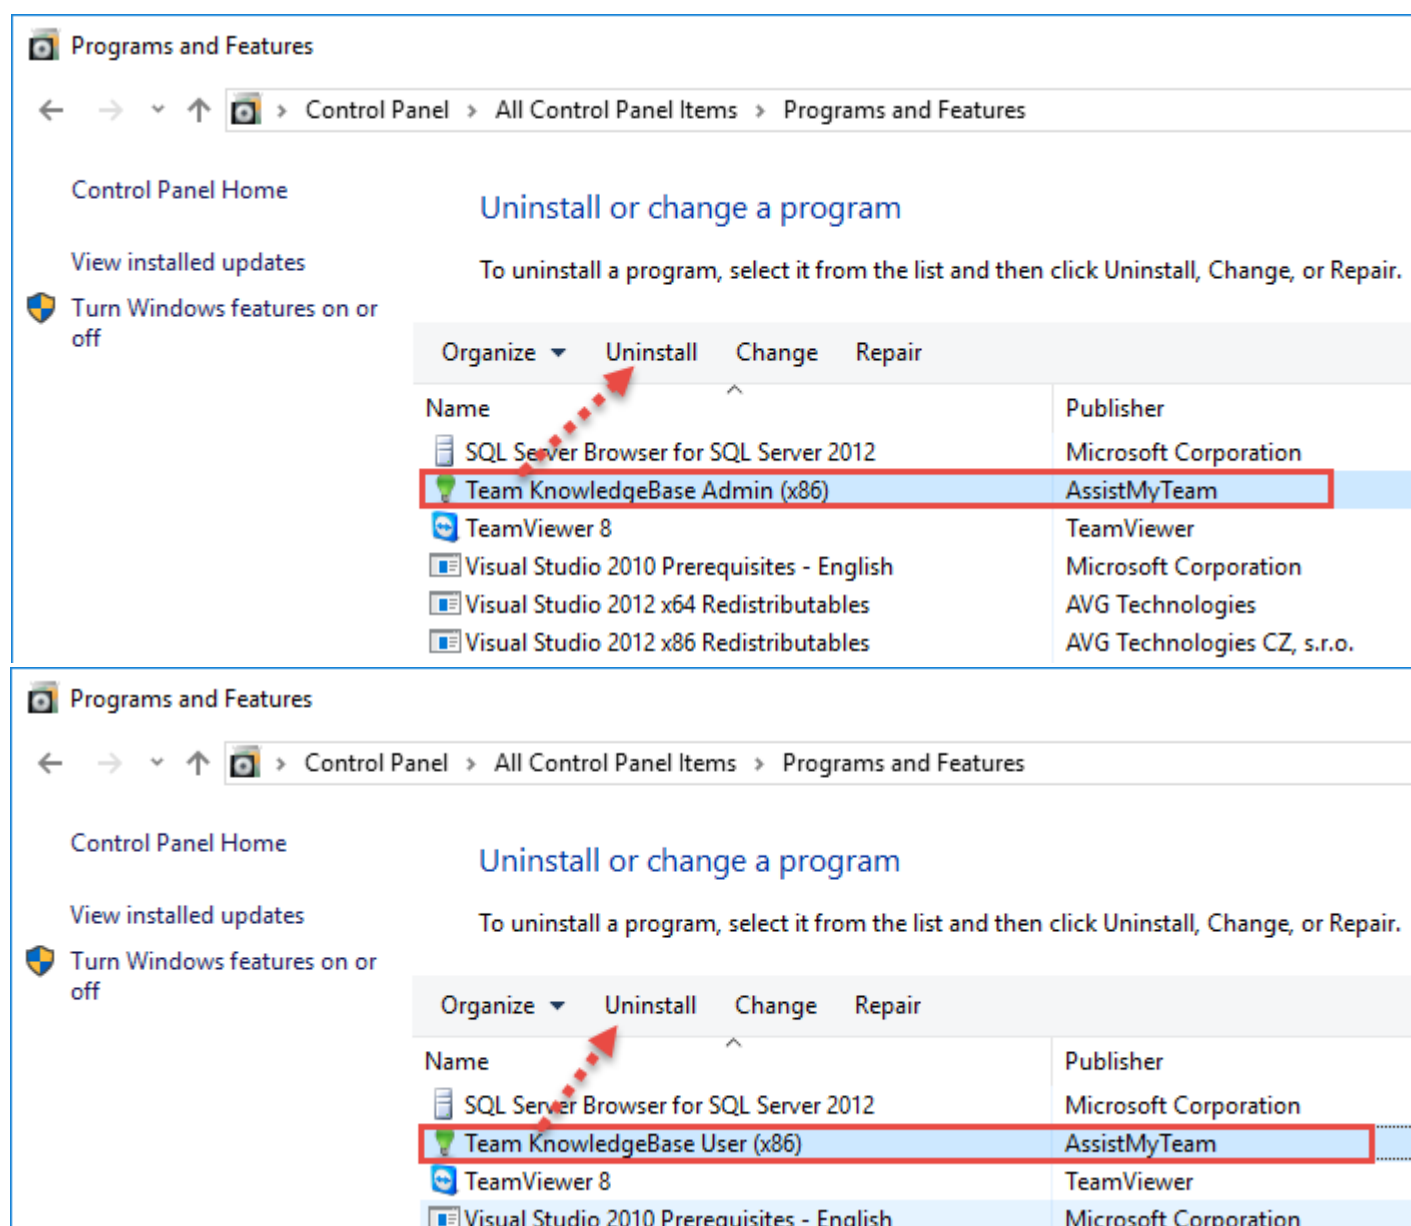 Programs and Features
Control Panel > All Control Panel Items > Programs and Features
Control Panel Home
View installed updates
Turn Windows features on or
off
Uninstall or change a program
To uninstall a program, select it from the list and then click Uninstall, Change, or Repair.
Organize Uninstall Change Repair
Name Publisher
SQL Server Browser for SQL Server 2012 Microsoft Corporation
Team KnowledgeBase Admin (x86) AssistMyTeam
TeamViewer 8 TeamViewer
Visual Studio 2010 Prerequisites - English Microsoft Corporation
Visual Studio 2012 x64 Redistributables AVG Technologies
Visual Studio 2012 x86 Redistributables AVG Technologies CZ, s.r.o.
Programs and Features
Control Panel > All Control Panel Items > Programs and Features
Control Panel Home
View installed updates
Turn Windows features on or
off
Uninstall or change a program
To uninstall a program, select it from the list and then click Uninstall, Change, or Repair.
Organize Uninstall Change Repair
Name Publisher
SQL Server Browser for SQL Server 2012 Microsoft Corporation
Team KnowledgeBase User (x86) AssistMyTeam
TeamViewer 8 TeamViewer
Visual Studio 2010 Prerequisites - English Microsoft Corporation